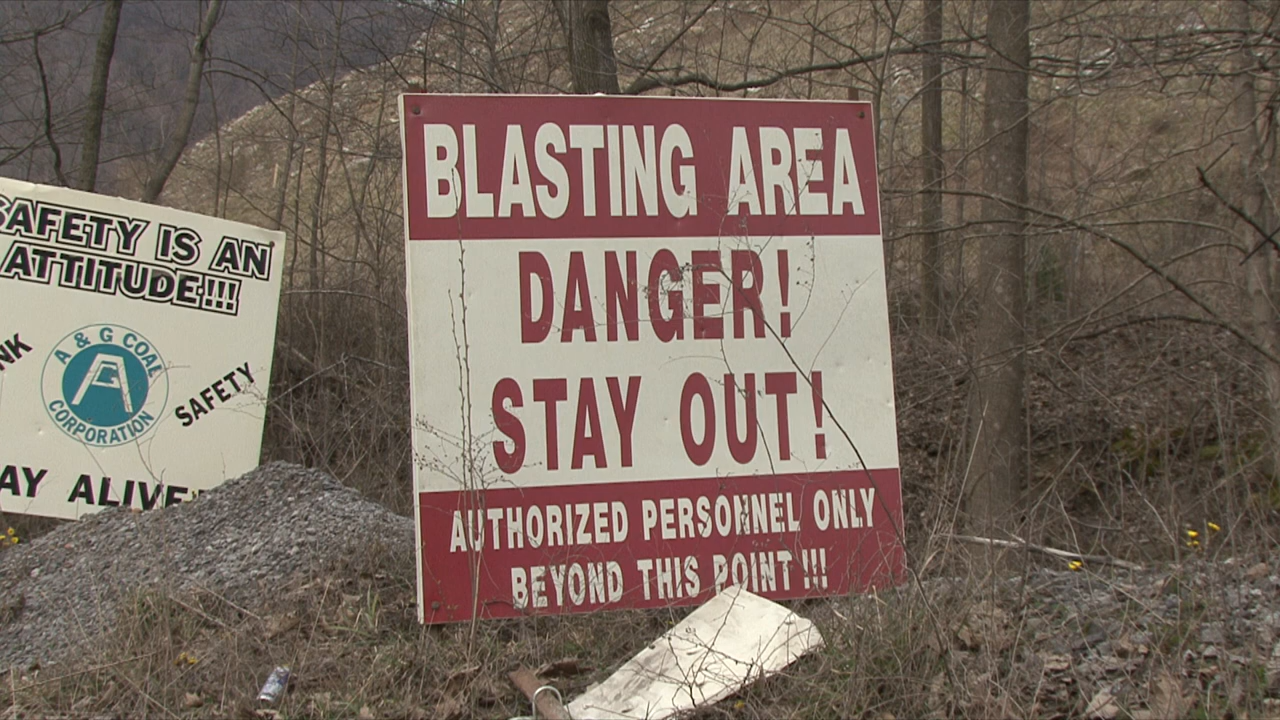 SAFETY IS AN
ATTITUDE!!!
A & G COAL
CORPORATION
SAFETY
ALIVE
BLASTING AREA
DANGER!
STAY OUT!
AUTHORIZED PERSONNEL ONLY
BEYOND THIS POINT !!!